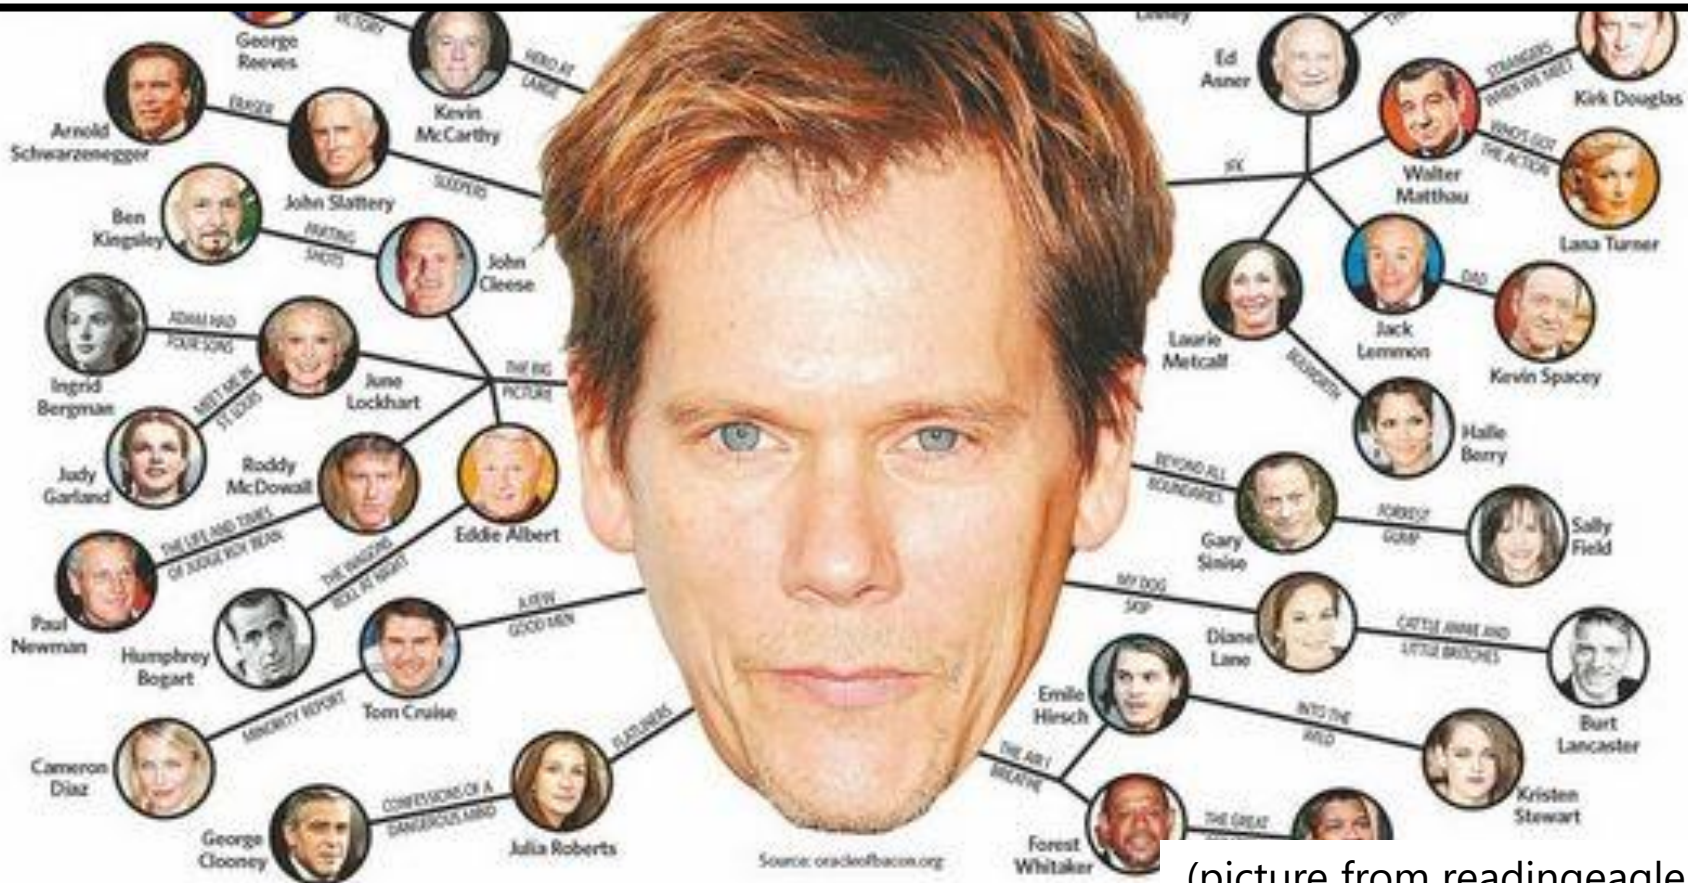 Linney
VICTORY
George
Reeves
HERO AT
LARGE
Kevin
McCarthy
Ed
Asner
STRANGERS
WHEN WE MEET
Kirk Douglas
Arnold
Schwarzenegger
ERASER
John Slattery
SLEEPERS
JFK
Walter
Matthau
WHO'S GOT
THE ACTION
Lana Turner
Ben
Kingsley
PARTING
SHOTS
John
Cleese
Laurie
Metcalf
Jack
Lemmon
DAD
Kevin Spacey
Ingrid
Bergman
ADAM HAD
FOUR SONS
June
Lockhart
THE BIG
PICTURE
BULWORTH
Halle
Berry
MEET ME IN
ST LOUIS
Judy
Garland
Roddy
McDowall
Eddie Albert
BEYOND ALL
BOUNDARIES
Gary
Sinise
FORREST
GUMP
Sally
Field
THE LIFE AND TIMES
OF JUDGE ROY BEAN
Paul
Newman
THE WAGONS
ROLL AT NIGHT
Humphrey
Bogart
A FEW
GOOD MEN
Tom Cruise
MY DOG
SKIP
Diane
Lane
CATTLE ANNIE AND
LITTLE BRITCHES
Burt
Lancaster
MINORITY REPORT
Cameron
Diaz
FLATLINERS
Julia Roberts
CONFESSIONS OF A
DANGEROUS MIND
George
Clooney
Emile
Hirsch
INTO THE
WILD
Kristen
Stewart
THE AIR I
BREATHE
Forest
Whitaker
THE GREAT
Source: oracleofbacon.org
(picture from readingeagle